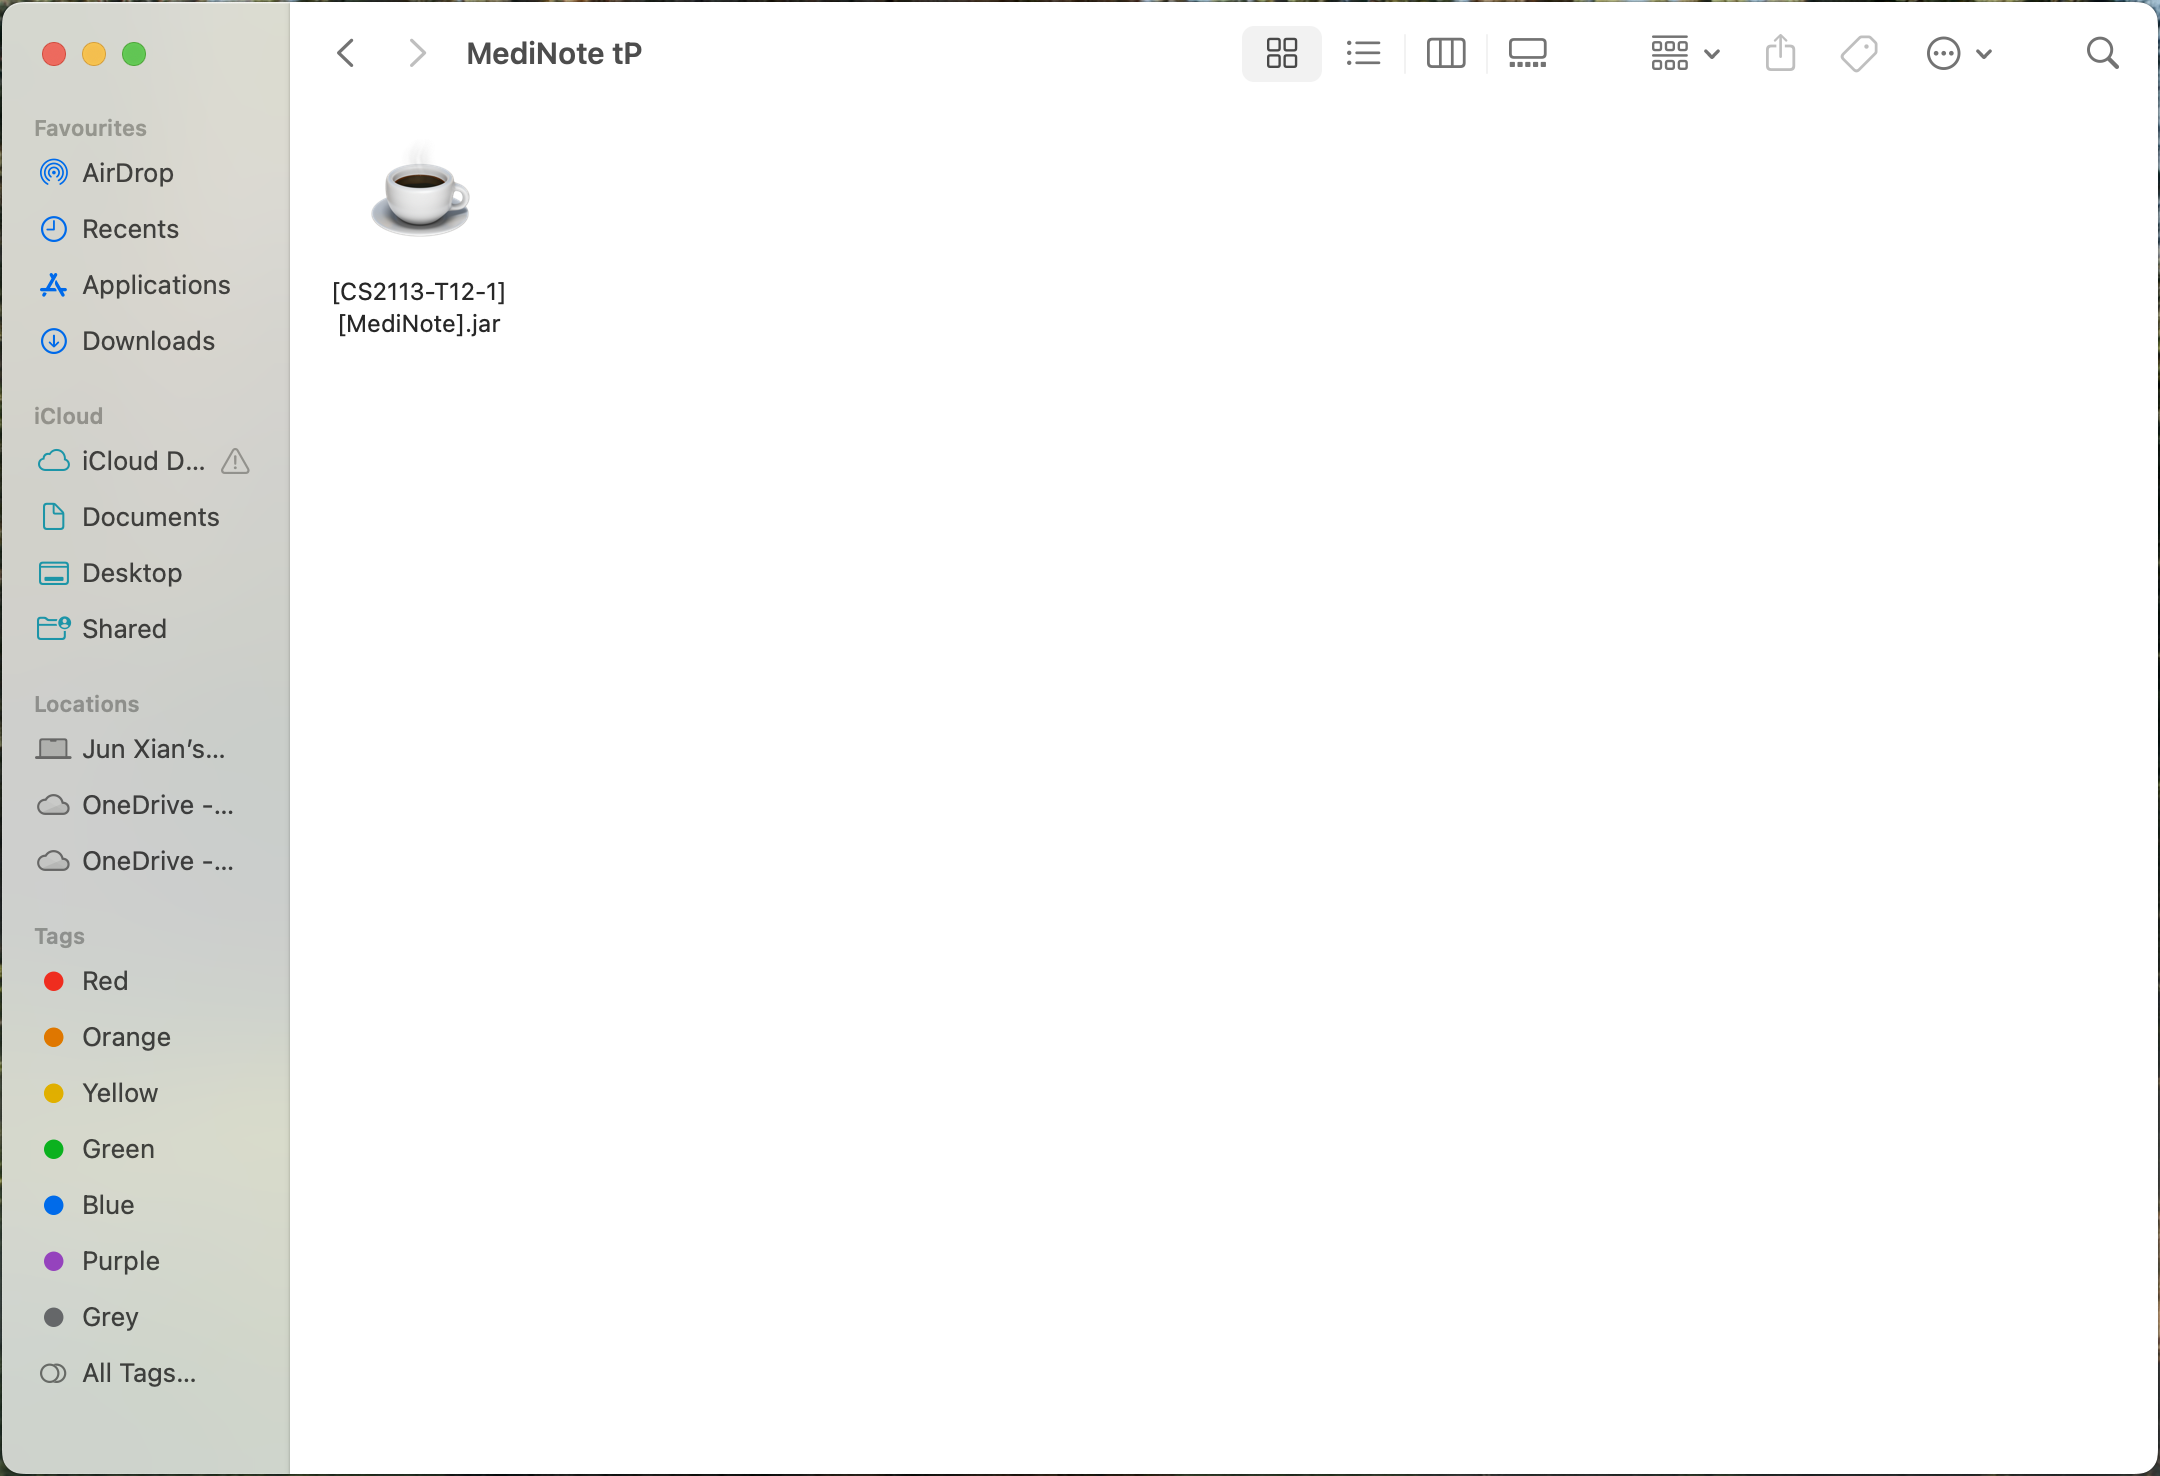 MediNote tP
Favourites
AirDrop
Recents
Applications
Downloads
iCloud
iCloud D...
Documents
Desktop
Shared
Locations
Jun Xian’s...
OneDrive -...
OneDrive -...
Tags
Red
Orange
Yellow
Green
Blue
Purple
Grey
All Tags...
[CS2113-T12-1]
[MediNote].jar